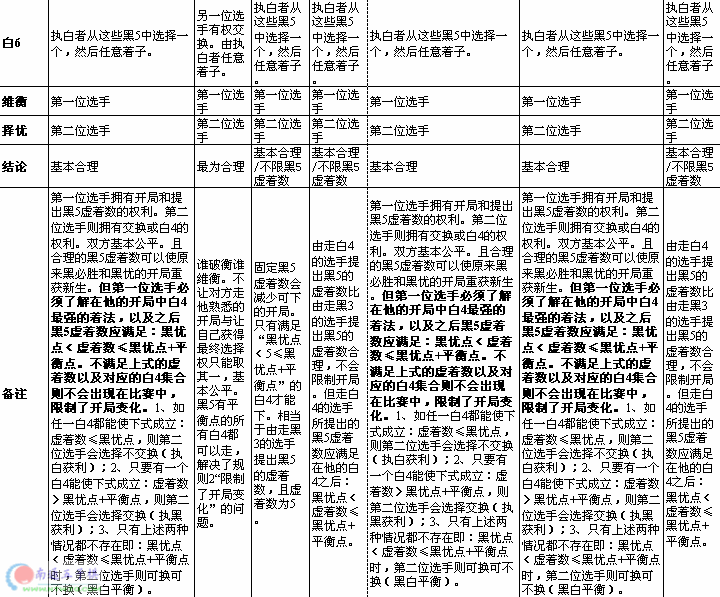 白6
执白者从这些黑5中选择一
个，然后任意着子。
另一位选
手有权交
换。由执
白者任意
着子。
执白者从
这些黑5
中选择一
个，然后
任意着子
。
执白者从
这些黑5
中选择一
个，然后
任意着子
。
执白者从这些黑5中选择一
个，然后任意着子。
执白者从这些黑5中选择一
个，然后任意着子。
执白者从
这些黑5
中选择一
个，然后
任意着子
。
维衡
第一位选手
第一位选
手
第一位选
手
第一位选
手
第一位选手
第一位选手
第一位选
手
择优
第二位选手
第二位选
手
第二位选
手
第二位选
手
第二位选手
第二位选手
第二位选
手
结论
基本合理
最为合理
基本合理
/不限黑5
虚着数
基本合理
/不限黑5
虚着数
基本合理
基本合理
基本合理
/不限黑5
虚着数
备注
第一位选手拥有开局和提
出黑5虚着数的权利。第二
位选手则拥有交换或白4的
权利。双方基本公平。且
合理的黑5虚着数可以使原
来黑必胜和黑优的开局重
获新生。但第一位选手必
须了解在他的开局中白4
最强的着法，以及之后
黑5虚着数应满足：黑优
点＜虚着数≤黑优点+平
衡点。不满足上式的虚
着数以及对应的白4集合
则不会出现在比赛中，
限制了开局变化。1、如
任一白4都能使下式成立：
虚着数≤黑优点，则第二
位选手会选择不交换（执
白获利）；2、只要有一个
白4能使下式成立：虚着数
＞黑优点+平衡点，则第二
位选手会选择交换（执黑
获利）；3、只有上述两种
情况都不存在即：黑优点
＜虚着数≤黑优点+平衡点
时，第二位选手则可换可
不换（黑白平衡）。
谁破衡谁
维衡。不
让对方走
他熟悉的
开局与让
自己获得
最终选择
权只能取
其一，基
本公平。
黑5有平
衡点的所
有白4都
可以走，
解决了规
则2“限制
了开局变
化”的问
题。
固定黑5
虚着数会
减少可下
的开局。
只有满足
“黑优点
＜5≤黑
优点+平
衡点”的
白4才能
下。相当
于由走黑
3的选手
提出黑5
的虚着
数，且虚
着数为5
。
由走白4
的选手提
出黑5的
虚着数比
由走黑3
的选手提
出黑5的
虚着数合
理，不会
限制开局
。但走白
4的选手
所提出的
黑5虚着
数应满足
在他的白
4之后：
黑优点＜
虚着数≤
黑优点+
平衡点。
第一位选手拥有开局和提出
黑5虚着数的权利。第二位
选手则拥有交换或白4的权
利。双方基本公平。且合理
的黑5虚着数可以使原来黑
必胜和黑优的开局重获新生
。但第一位选手必须了解
在他的开局中白4最强的
着法，以及之后黑5虚着
数应满足：黑优点＜虚着
数≤黑优点+平衡点。不
满足上式的虚着数以及对
应的白4集合则不会出现
在比赛中，限制了开局变
化。1、如任一白4都能使下
式成立：虚着数≤黑优点，
则第二位选手会选择不交换
（执白获利）；2、只要有
一个白4能使下式成立：虚着
数＞黑优点+平衡点，则
第二位选手会选择交换（执
黑获利）；3、只有上述两
种情况都不存在即：黑优点
＜虚着数≤黑优点+平衡点
时，第二位选手则可换可不
换（黑白平衡）。
第一位选手拥有开局和提
出黑5虚着数的权利。第二
位选手则拥有交换或白4的
权利。双方基本公平。且
合理的黑5虚着数可以使原
来黑必胜和黑优的开局重
获新生。但第一位选手必
须了解在他的开局中白4
最强的着法，以及之后
黑5虚着数应满足：黑优
点＜虚着数≤黑优点+平
衡点。不满足上式的虚
着数以及对应的白4集合
则不会出现在比赛中，
限制了开局变化。1、如
任一白4都能使下式成立：
虚着数≤黑优点，则第二
位选手会选择不交换（执
白获利）；2、只要有一个
白4能使下式成立：虚着数
＞黑优点+平衡点，则第二
位选手会选择交换（执黑
获利）；3、只有上述两种
情况都不存在即：黑优点
＜虚着数≤黑优点+平衡点
时，第二位选手则可换可
不换（黑白平衡）。
由走白4
的选手提
出黑5的
虚着数比
由走黑3
的选手提
出黑5的
虚着数合
理，不会
限制开局
。但走白
4的选手
所提出的
黑5虚着
数应满足
在他的白
4之后：
黑优点＜
虚着数≤
黑优点+
平衡点。